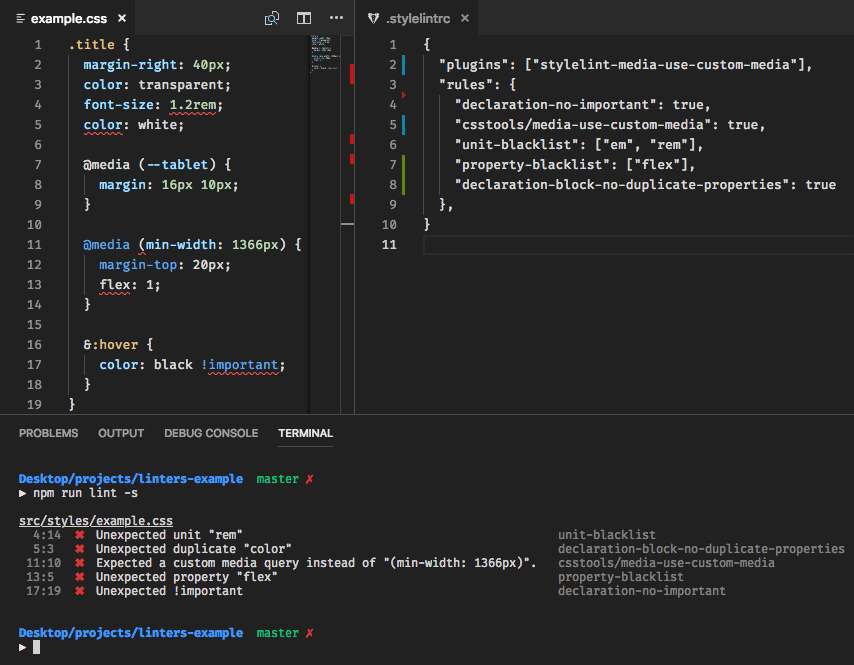 example.css ×
1 .title {
2 margin-right: 40px;
3 color: transparent;
4 font-size: 1.2rem;
5 color: white;
6
7 @media (--tablet) {
8 margin: 16px 10px;
9 }
10
11 @media (min-width: 1366px) {
12 margin-top: 20px;
13 flex: 1;
14 }
15
16 &:hover {
17 color: black !important;
18 }
19 }
.stylelintrc ×
1 {
2 "plugins": ["stylelint-media-use-custom-media"],
3 "rules": {
4 "declaration-no-important": true,
5 "csstools/media-use-custom-media": true,
6 "unit-blacklist": ["em", "rem"],
7 "property-blacklist": ["flex"],
8 "declaration-block-no-duplicate-properties": true
9 },
10 }
11
PROBLEMS OUTPUT DEBUG CONSOLE TERMINAL
Desktop/projects/linters-example master ✗
▶ npm run lint -s
src/styles/example.css
4:14 ✖ Unexpected unit "rem" unit-blacklist
5:3 ✖ Unexpected duplicate "color" declaration-block-no-duplicate-properties
11:10 ✖ Expected a custom media query instead of "(min-width: 1366px)". csstools/media-use-custom-media
13:5 ✖ Unexpected property "flex" property-blacklist
17:19 ✖ Unexpected !important declaration-no-important
Desktop/projects/linters-example master ✗
▶